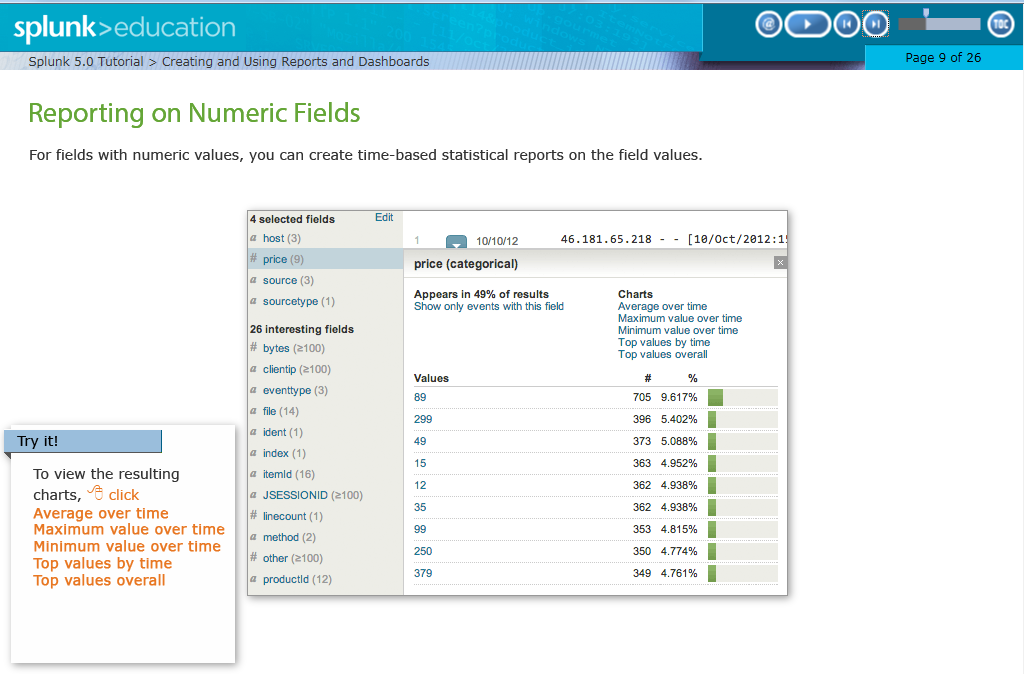 splunk>education
@
TOC
Splunk 5.0 Tutorial > Creating and Using Reports and Dashboards
Page 9 of 26
Reporting on Numeric Fields
For fields with numeric values, you can create time-based statistical reports on the field values.
4 selected fields Edit
a host (3)
# price (9)
a source (3)
a sourcetype (1)
26 interesting fields
# bytes (≥100)
a clientip (≥100)
a eventtype (3)
a file (14)
a ident (1)
a index (1)
a itemId (16)
a JSESSIONID (≥100)
# linecount (1)
a method (2)
# other (≥100)
a productId (12)
1 10/10/12 46.181.65.218 - - [10/Oct/2012:15
price (categorical)
Appears in 49% of results
Show only events with this field
Charts
Average over time
Maximum value over time
Minimum value over time
Top values by time
Top values overall
Values # %
89 705 9.617%
299 396 5.402%
49 373 5.088%
15 363 4.952%
12 362 4.938%
35 362 4.938%
99 353 4.815%
250 350 4.774%
379 349 4.761%
Try it!
To view the resulting
charts, click
Average over time
Maximum value over time
Minimum value over time
Top values by time
Top values overall